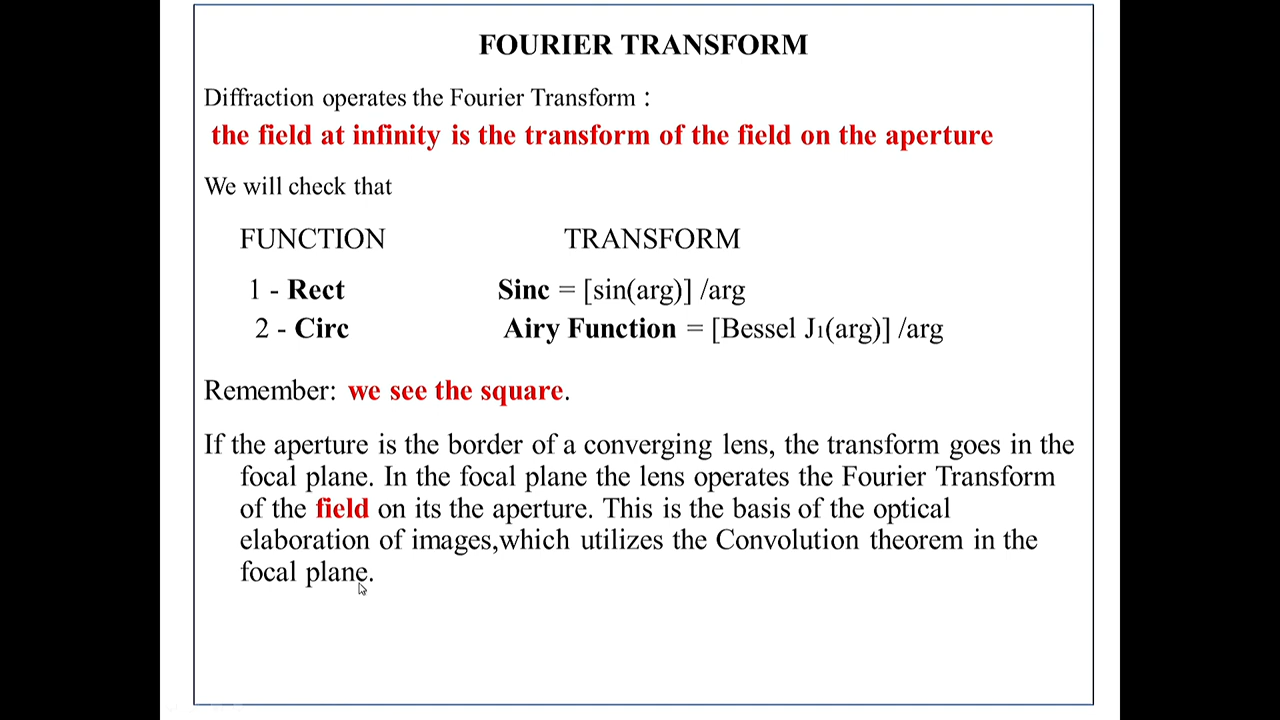 FOURIER TRANSFORM
Diffraction operates the Fourier Transform :
the field at infinity is the transform of the field on the aperture
We will check that
FUNCTION TRANSFORM
1 - Rect Sinc = [sin(arg)] /arg
2 - Circ Airy Function = [Bessel J1(arg)] /arg
Remember: we see the square.
If the aperture is the border of a converging lens, the transform goes in the
focal plane. In the focal plane the lens operates the Fourier Transform
of the field on its the aperture. This is the basis of the optical
elaboration of images,which utilizes the Convolution theorem in the
focal plane.